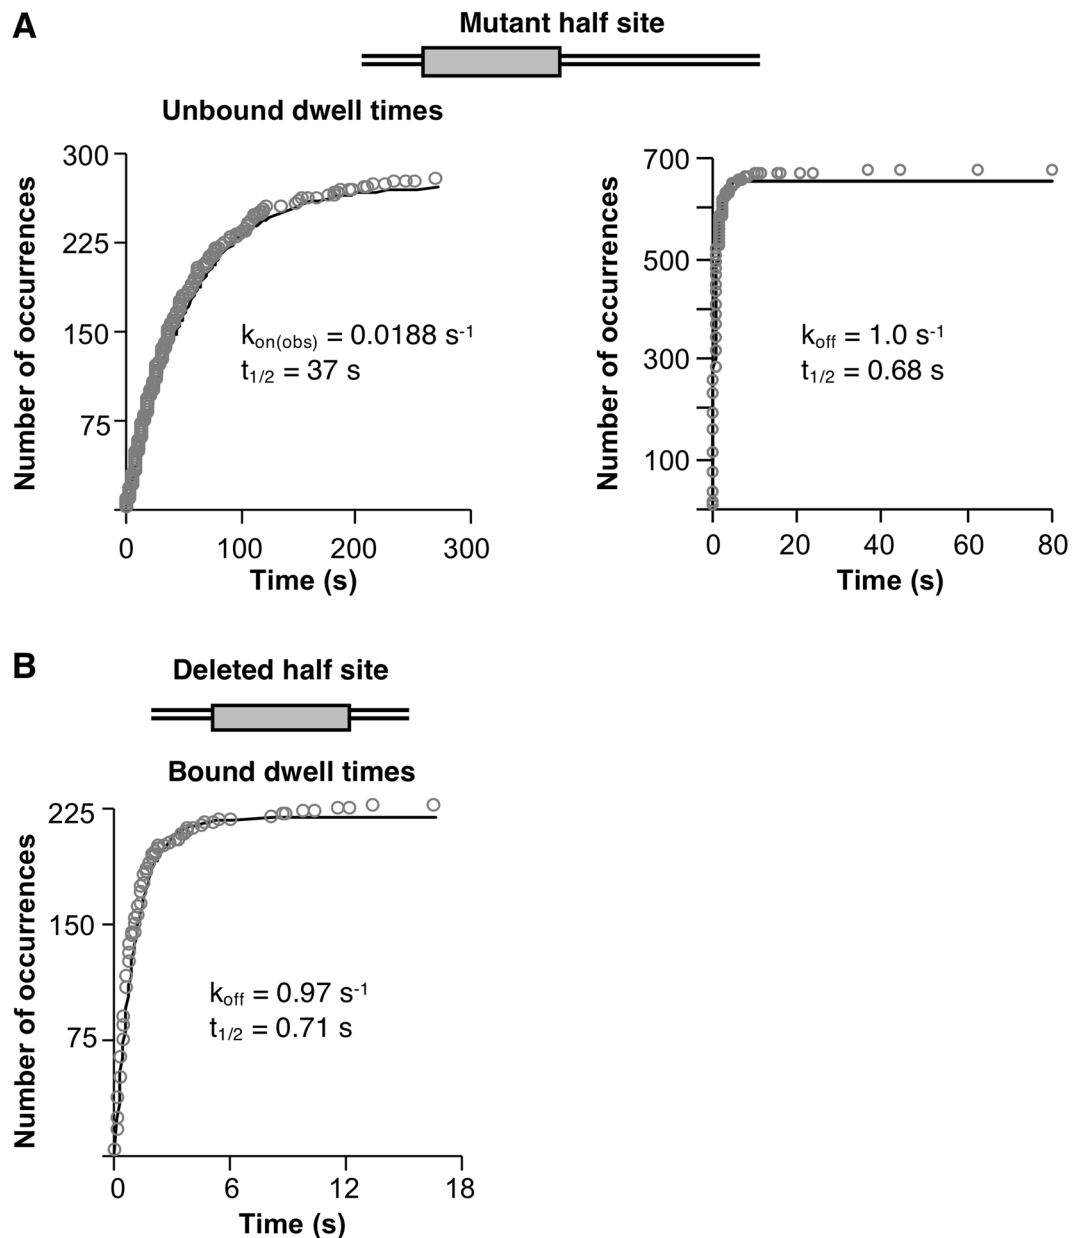 A
Mutant half site
Unbound dwell times
Number of occurrences
300
225
150
75
k_on(obs) = 0.0188 s⁻¹
t_1/2 = 37 s
0 100 200 300
Time (s)
Number of occurrences
700
500
300
100
k_off = 1.0 s⁻¹
t_1/2 = 0.68 s
0 20 40 60 80
Time (s)
B
Deleted half site
Bound dwell times
Number of occurrences
225
150
75
k_off = 0.97 s⁻¹
t_1/2 = 0.71 s
0 6 12 18
Time (s)